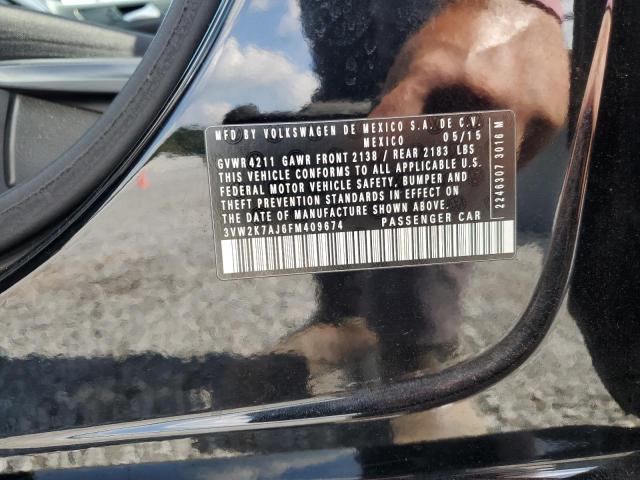 MFD BY VOLKSWAGEN DE MEXICO S.A. DE C.V.
MEXICO 05/15
GVWR4211 GAWR FRONT 2138 / REAR 2183 LBS
THIS VEHICLE CONFORMS TO ALL APPLICABLE U.S.
FEDERAL MOTOR VEHICLE SAFETY, BUMPER AND
THEFT PREVENTION STANDARDS IN EFFECT ON
THE DATE OF MANUFACTURE SHOWN ABOVE.
3VW2K7AJ6FM409674 PASSENGER CAR
2246307 3016 M